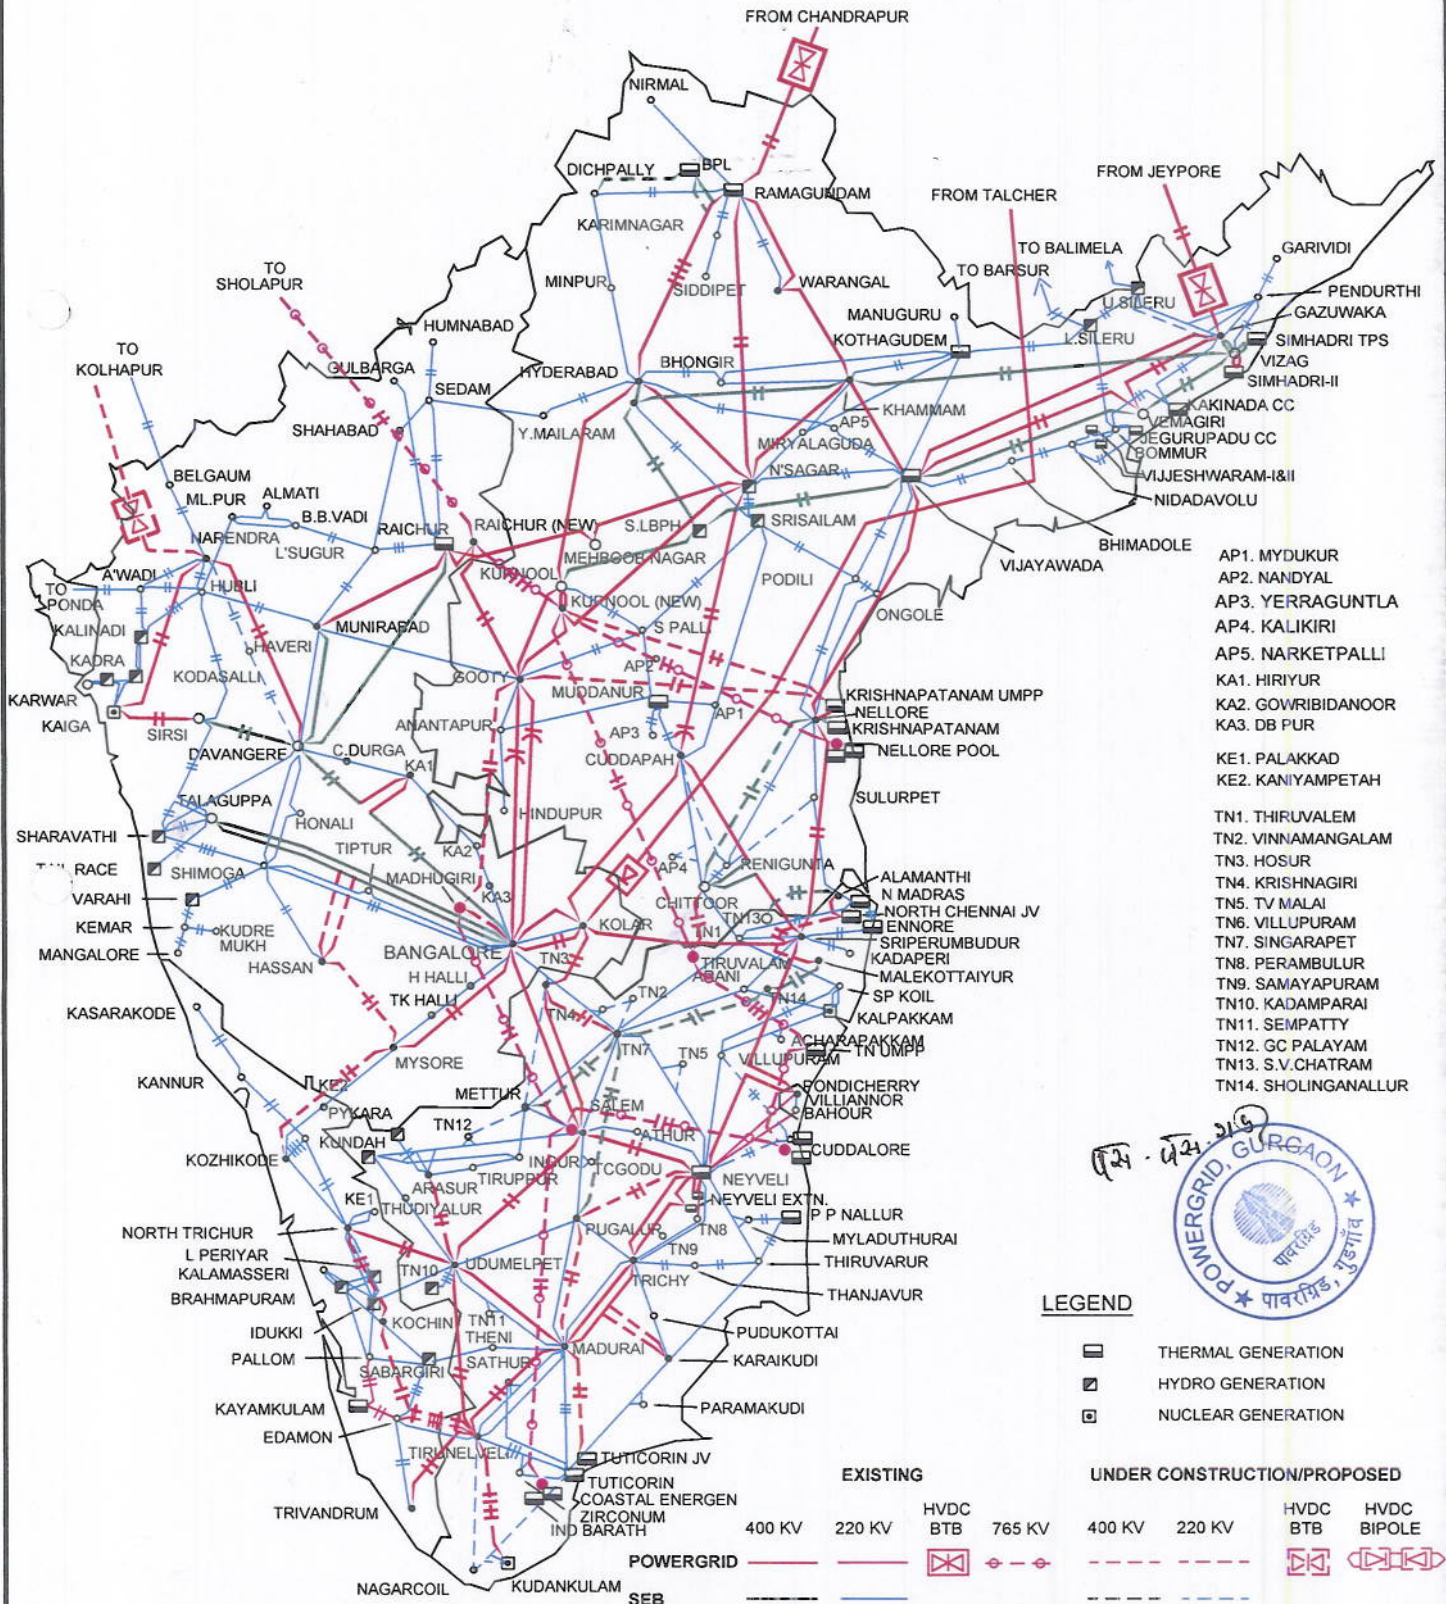 FROM CHANDRAPUR
NIRMAL
DICHPALLY
BPL
RAMAGUNDAM
FROM JEYPORE
FROM TALCHER
KARIMNAGAR
TO BALIMELA
GARIVIDI
TO
SHOLAPUR
MINPUR
SIDDIPET
WARANGAL
TO BARSUR
U.SILERU
PENDURTHI
GAZUWAKA
HUMNABAD
MANUGURU
KOTHAGUDEM
L.SILERU
SIMHADRI TPS
VIZAG
SIMHADRI-II
TO
KOLHAPUR
GULBARGA
HYDERABAD
BHONGIR
SEDAM
KHAMMAM
KAKINADA CC
VEMAGIRI
SHAHABAD
Y.MAILARAM
AP5
MIRYALAGUDA
JEGURUPADU CC
BOMMUR
BELGAUM
N'SAGAR
VIJJESHWARAM-I&II
ML.PUR
ALMATI
NIDADAVOLU
B.B.VADI
RAICHUR
RAICHUR (NEW)
S.LBPH
SRISAILAM
NARENDRA
L'SUGUR
MEHBOOB NAGAR
BHIMADOLE
A'WADI
KURNOOL
PODILI
VIJAYAWADA
TO
PONDA
HUBLI
KURNOOL (NEW)
ONGOLE
KALINADI
HAVERI
MUNIRABAD
S PALLI
KADRA
KODASALLI
GOOTY
AP2
MUDDANUR
KRISHNAPATANAM UMPP
KARWAR
NELLORE
KAIGA
SIRSI
ANANTAPUR
AP3
AP1
KRISHNAPATANAM
DAVANGERE
C.DURGA
CUDDAPAH
NELLORE POOL
KA1
TALAGUPPA
HONALI
HINDUPUR
SULURPET
SHARAVATHI
TIPTUR
KA2
RACE
SHIMOGA
MADHUGIRI
AP4
RENIGUNTA
ALAMANTHI
VARAHI
KA3
CHITTOOR
N MADRAS
NORTH CHENNAI JV
KEMAR
KUDRE
MUKH
KOLAR
TN13
ENNORE
MANGALORE
BANGALORE
TN1
SRIPERUMBUDUR
HASSAN
H HALLI
TN3
TIRUVALAM
KADAPERI
ARANI
MALEKOTTAIYUR
KASARAKODE
TK HALLI
TN2
TN14
SP KOIL
TN4
KALPAKKAM
MYSORE
TN7
TN5
ACHARAPAKKAM
VILLUPURAM
TN UMPP
KANNUR
KE2
METTUR
PONDICHERRY
PYKARA
SALEM
VILLIANNOR
BAHOUR
KUNDAH
TN12
ATHUR
KOZHIKODE
INGUR
TCGODU
CUDDALORE
ARASUR
TIRUPPUR
NEYVELI
KE1
THUDIYALUR
NEYVELI EXTN.
NORTH TRICHUR
PUGALUR
TN8
P P NALLUR
L PERIYAR
TN9
MYLADUTHURAI
KALAMASSERI
TN10
UDUMELPET
TRICHY
THIRUVARUR
BRAHMAPURAM
THANJAVUR
IDUKKI
KOCHIN
TN11
PUDUKOTTAI
THENI
PALLOM
SABARGIRI
SATHUR
MADURAI
KARAIKUDI
KAYAMKULAM
PARAMAKUDI
EDAMON
TIRUNELVELI
TUTICORIN JV
TUTICORIN
COASTAL ENERGEN
TRIVANDRUM
ZIRCONUM
IND BARATH
NAGARCOIL
KUDANKULAM
AP1. MYDUKUR
AP2. NANDYAL
AP3. YERRAGUNTLA
AP4. KALIKIRI
AP5. NARKETPALLI
KA1. HIRIYUR
KA2. GOWRIBIDANOOR
KA3. DB PUR
KE1. PALAKKAD
KE2. KANIYAMPETAH
TN1. THIRUVALEM
TN2. VINNAMANGALAM
TN3. HOSUR
TN4. KRISHNAGIRI
TN5. TV MALAI
TN6. VILLUPURAM
TN7. SINGARAPET
TN8. PERAMBULUR
TN9. SAMAYAPURAM
TN10. KADAMPARAI
TN11. SEMPATTY
TN12. GC PALAYAM
TN13. S.V.CHATRAM
TN14. SHOLINGANALLUR
POWERGRID, GURGAON
पावरग्रिड
पावरग्रिड, गुड़गाँव
LEGEND
THERMAL GENERATION
HYDRO GENERATION
NUCLEAR GENERATION
EXISTING
UNDER CONSTRUCTION/PROPOSED
400 KV
220 KV
HVDC
BTB
765 KV
400 KV
220 KV
HVDC
BTB
HVDC
BIPOLE
POWERGRID
SEB